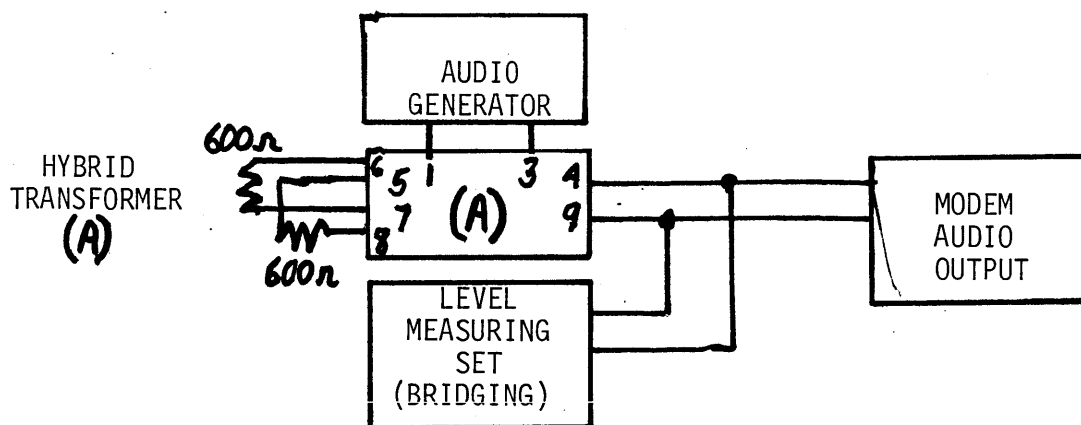 AUDIO
GENERATOR
600Ω
HYBRID
TRANSFORMER
(A)
6
5
1
3
4
7
(A)
9
8
600Ω
MODEM
AUDIO
OUTPUT
LEVEL
MEASURING
SET
(BRIDGING)